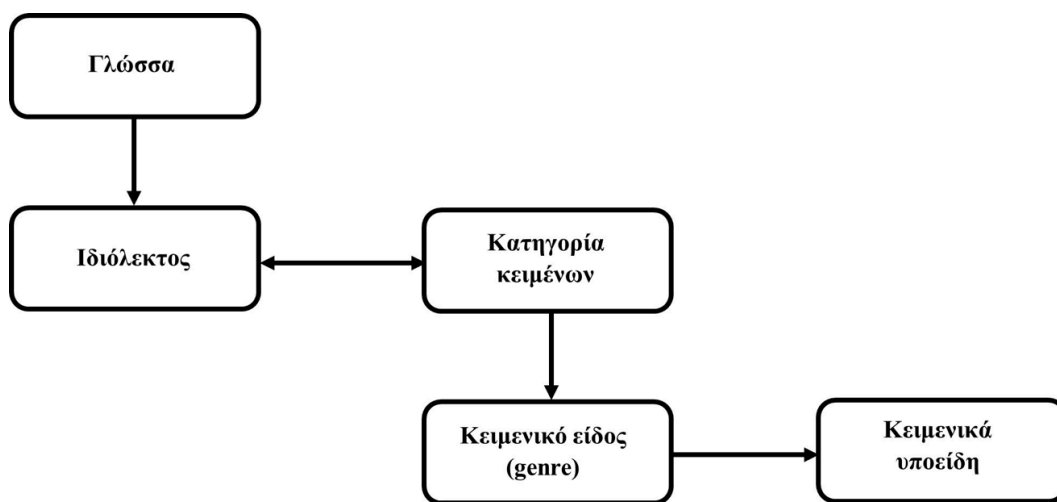 Γλώσσα
Ιδιόλεκτος
Κατηγορία
κειμένων
Κειμενικό είδος
(genre)
Κειμενικά
υποείδη